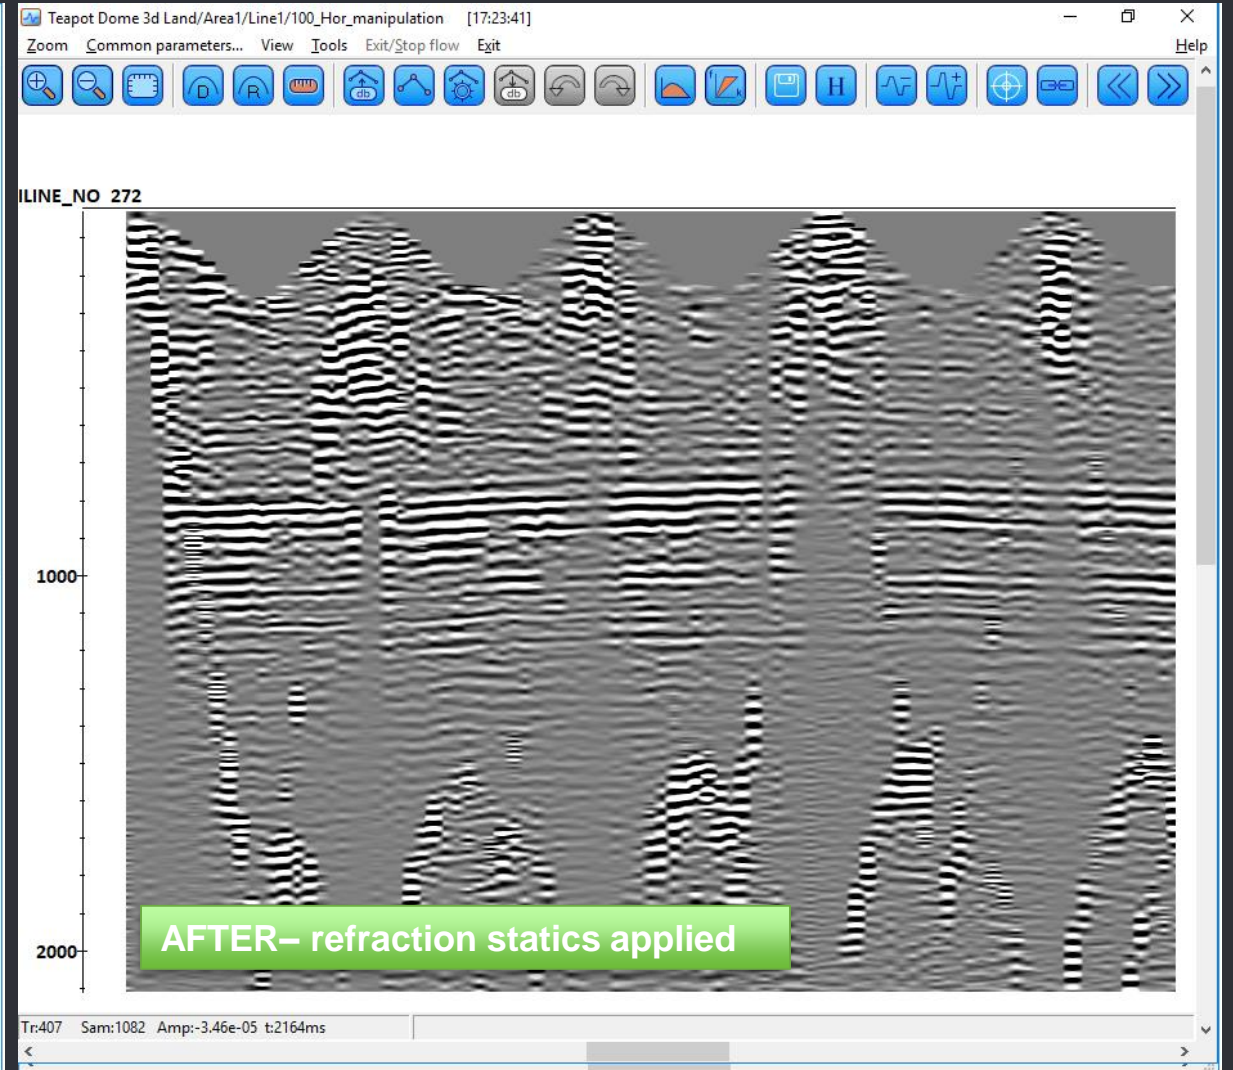 Teapot Dome 3d Land/Area1/Line1/100_Hor_manipulation [17:23:41]
Zoom Common parameters... View Tools Exit/Stop flow Exit Help
D R db db k H
ILINE_NO 272
1000
2000
AFTER– refraction statics applied
Tr:407 Sam:1082 Amp:-3.46e-05 t:2164ms